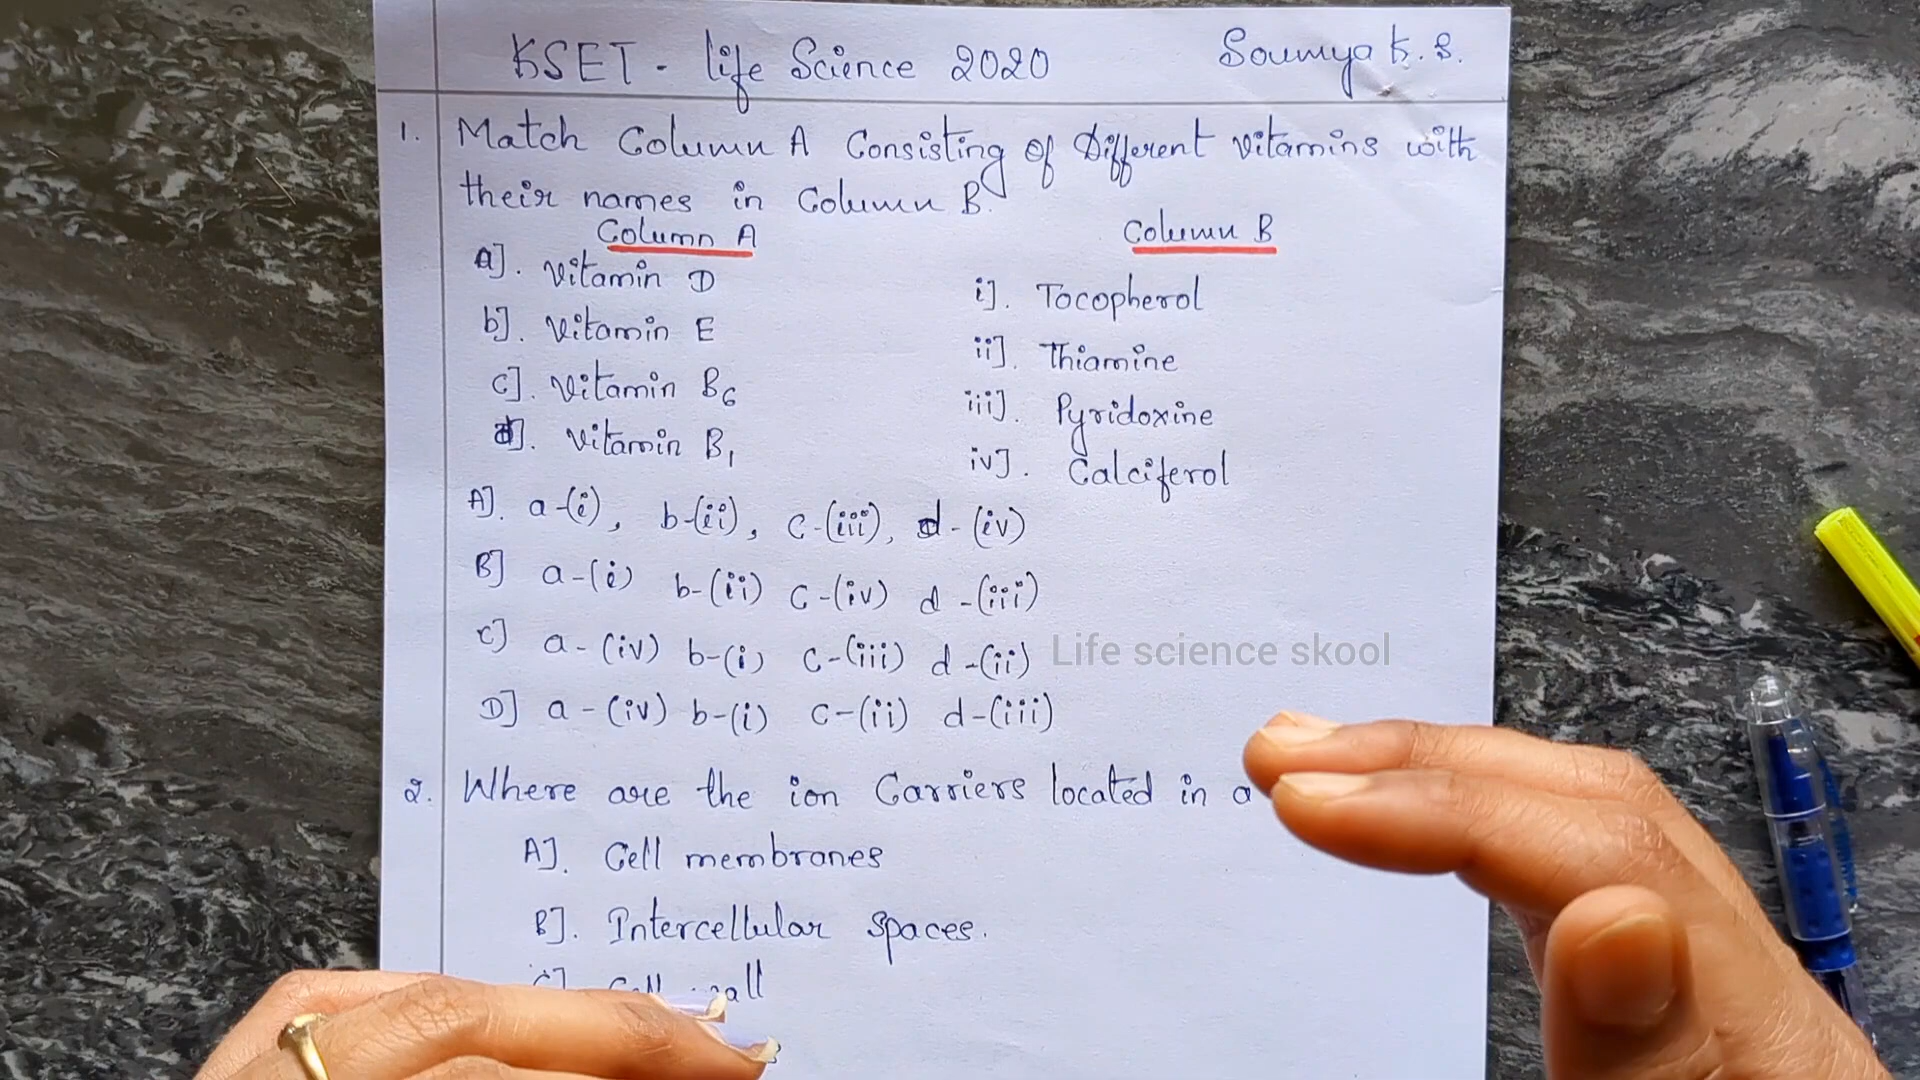 KSET - life Science 2020
Soumya K. S.
1. Match Column A Consisting of Different vitamins with
their names in Column B.
Column A
Column B
a]. Vitamin D
i]. Tocopherol
b]. Vitamin E
ii]. Thiamine
c]. Vitamin B6
iii]. Pyridoxine
d]. Vitamin B1
iv]. Calciferol
A]. a-(i), b-(ii), c-(iii), d-(iv)
B] a-(i) b-(ii) c-(iv) d-(iii)
C] a-(iv) b-(i) c-(iii) d-(ii)
Life science skool
D] a-(iv) b-(i) c-(ii) d-(iii)
2. Where are the ion Carriers located in a
A]. Cell membranes
B]. Intercellular spaces.